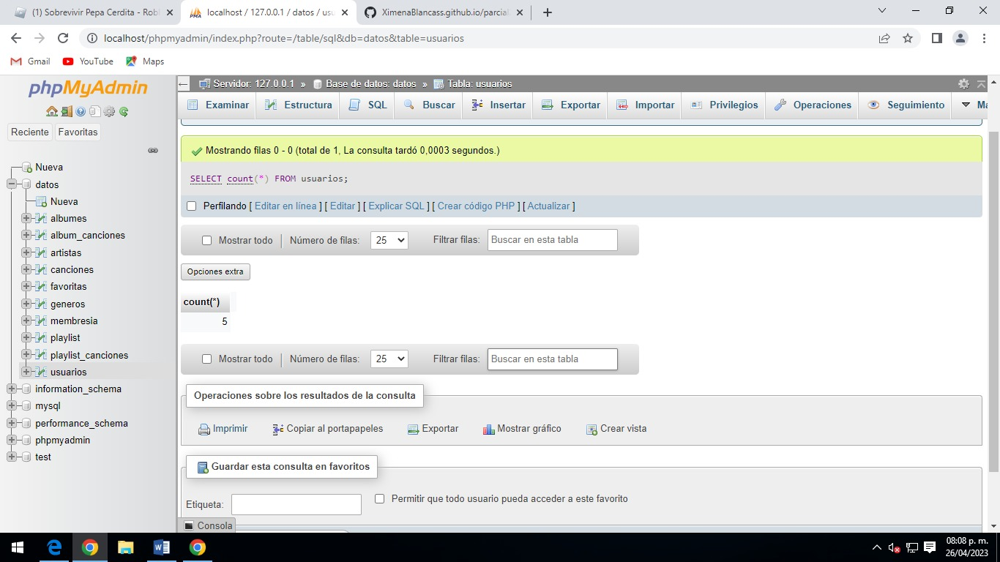 (1) Sobrevivir Pepa Cerdita - Robl
localhost / 127.0.0.1 / datos / usu
XimenaBlancass.github.io/parcial
localhost/phpmyadmin/index.php?route=/table/sql&db=datos&table=usuarios
Gmail YouTube Maps
phpMyAdmin
Reciente Favoritas
Nueva
datos
Nueva
albumes
album_canciones
artistas
canciones
favoritas
generos
membresia
playlist
playlist_canciones
usuarios
information_schema
mysql
performance_schema
phpmyadmin
test
Servidor: 127.0.0.1 » Base de datos: datos » Tabla: usuarios
Examinar Estructura SQL Buscar Insertar Exportar Importar Privilegios Operaciones Seguimiento Má
Mostrando filas 0 - 0 (total de 1, La consulta tardó 0,0003 segundos.)
SELECT count(*) FROM usuarios;
Perfilando [ Editar en línea ] [ Editar ] [ Explicar SQL ] [ Crear código PHP ] [ Actualizar ]
Mostrar todo Número de filas: 25 Filtrar filas: Buscar en esta tabla
Opciones extra
count(*)
5
Mostrar todo Número de filas: 25 Filtrar filas: Buscar en esta tabla
Operaciones sobre los resultados de la consulta
Imprimir Copiar al portapapeles Exportar Mostrar gráfico Crear vista
Guardar esta consulta en favoritos
Etiqueta: Permitir que todo usuario pueda acceder a este favorito
Consola
08:08 p. m.
26/04/2023